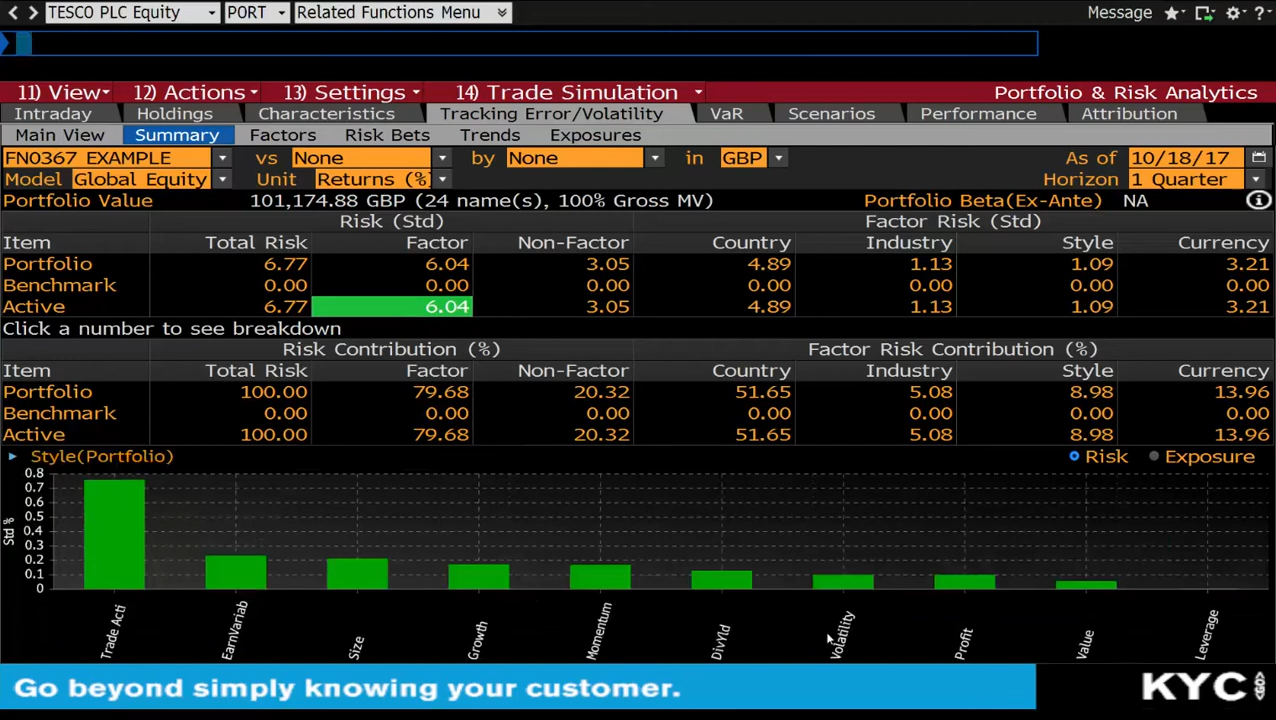 TESCO PLC Equity PORT Related Functions Menu Message
11) View 12) Actions 13) Settings 14) Trade Simulation Portfolio & Risk Analytics
Intraday Holdings Characteristics Tracking Error/Volatility VaR Scenarios Performance Attribution
Main View Summary Factors Risk Bets Trends Exposures
FN0367 EXAMPLE vs None by None in GBP As of 10/18/17
Model Global Equity Unit Returns (% Horizon 1 Quarter
Portfolio Value 101,174.88 GBP (24 name(s), 100% Gross MV) Portfolio Beta(Ex-Ante) NA
Risk (Std) Factor Risk (Std)
Item Total Risk Factor Non-Factor Country Industry Style Currency
Portfolio 6.77 6.04 3.05 4.89 1.13 1.09 3.21
Benchmark 0.00 0.00 0.00 0.00 0.00 0.00 0.00
Active 6.77 6.04 3.05 4.89 1.13 1.09 3.21
Click a number to see breakdown
Risk Contribution (%) Factor Risk Contribution (%)
Item Total Risk Factor Non-Factor Country Industry Style Currency
Portfolio 100.00 79.68 20.32 51.65 5.08 8.98 13.96
Benchmark 0.00 0.00 0.00 0.00 0.00 0.00 0.00
Active 100.00 79.68 20.32 51.65 5.08 8.98 13.96
Style(Portfolio) Risk Exposure
Std %
0.8
0.7
0.6
0.5
0.4
0.3
0.2
0.1
0
Trade Acti EarnVariab Size Growth Momentum DivYld Volatility Profit Value Leverage
Go beyond simply knowing your customer. KYC GO